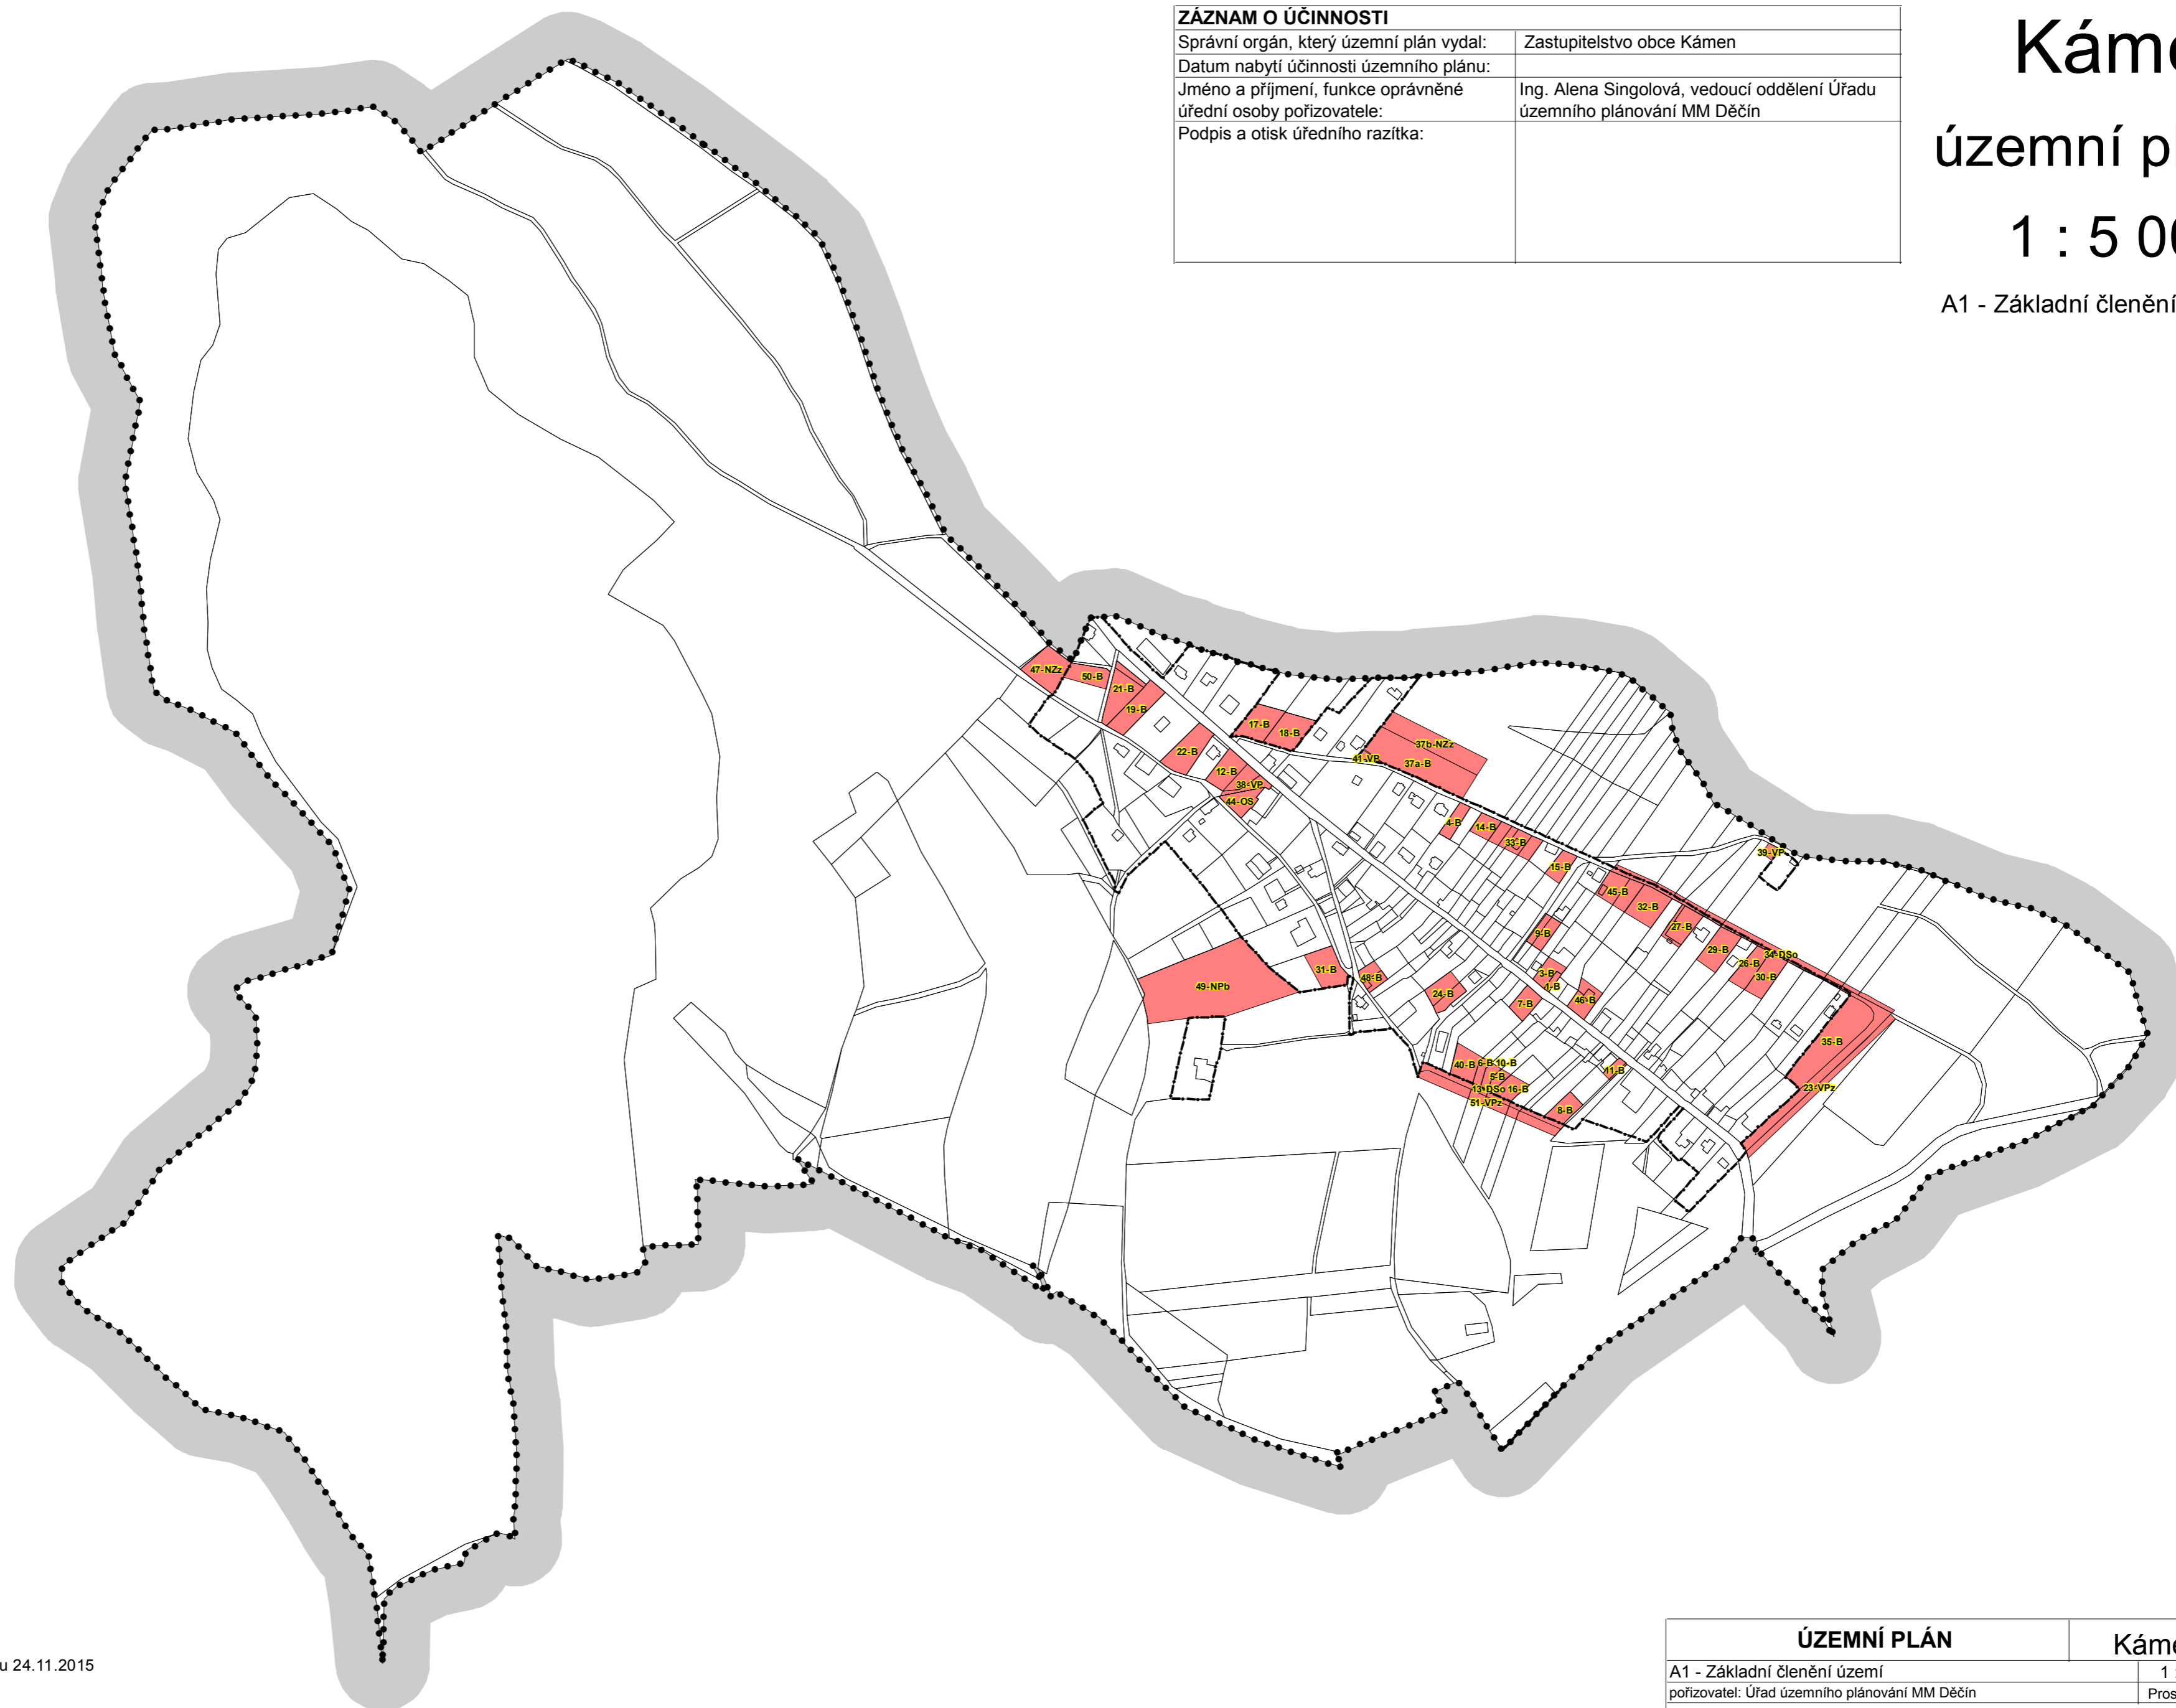 ZÁZNAM O ÚČINNOSTI
Správní orgán, který územní plán vydal: Zastupitelstvo obce Kámen
Datum nabytí účinnosti územního plánu:
Jméno a příjmení, funkce oprávněné úřední osoby pořizovatele: Ing. Alena Singolová, vedoucí oddělení Úřadu územního plánování MM Děčín
Podpis a otisk úředního razítka:
Káme
územní p
1 : 5 0
A1 - Základní členění
47-NZz
50-B
21-B
19-B
17-B
18-B
22-B
12-B
38-VP
44-OS
41-VP
37b-NZz
37a-B
4-B
14-B
33-B
15-B
39-VP
45-B
32-B
27-B
9-B
29-B
26-B
34-DSo
30-B
31-B
48-B
3-B
1-B
24-B
7-B
46-B
49-NPb
35-B
40-B
6-B
10-B
5-B
11-B
13-DSo
16-B
23-VPz
51-VPz
8-B
u 24.11.2015
ÚZEMNÍ PLÁN
Káme
A1 - Základní členění území
1
pořizovatel: Úřad územního plánování MM Děčín
Pros